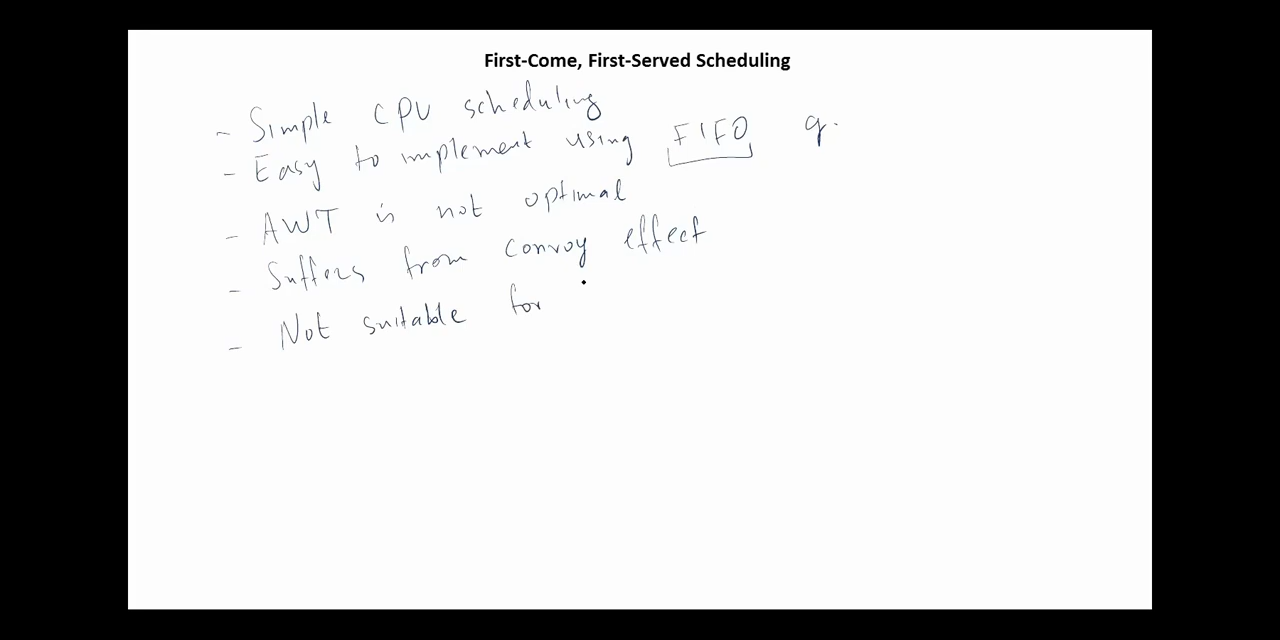 First-Come, First-Served Scheduling
- Simple CPU scheduling
- Easy to implement using FIFO q.
- AWT is not optimal
- Suffers from convoy effect
- Not suitable for